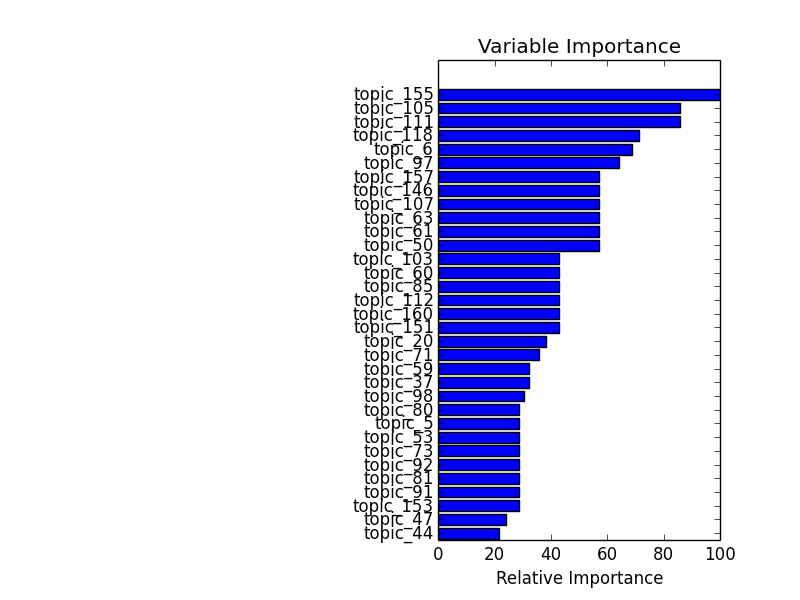 Variable Importance
topic_155
topic_105
topic_111
topic_118
topic_6
topic_97
topic_157
topic_146
topic_107
topic_63
topic_61
topic_50
topic_103
topic_60
topic_85
topic_112
topic_160
topic_151
topic_20
topic_71
topic_59
topic_37
topic_98
topic_80
topic_5
topic_53
topic_73
topic_92
topic_81
topic_91
topic_153
topic_47
topic_44
0 20 40 60 80 100
Relative Importance